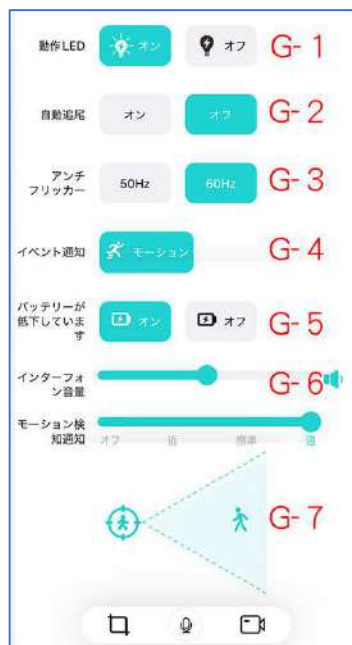 動作LED オン オフ G-1
自動追尾 オン オフ G-2
アンチ
フリッカー 50Hz 60Hz G-3
イベント通知 モーション G-4
バッテリーが
低下していま
す オン オフ G-5
インターフォ
ン音量 G-6
モーション検
知通知
オフ 近 標準 遠
G-7